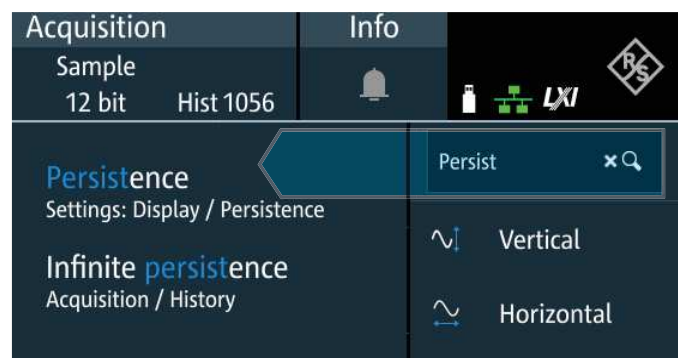 Acquisition
Info
Sample
12 bit Hist 1056
R&S
LXI
Persist
Persistence
Settings: Display / Persistence
Infinite persistence
Acquisition / History
Vertical
Horizontal